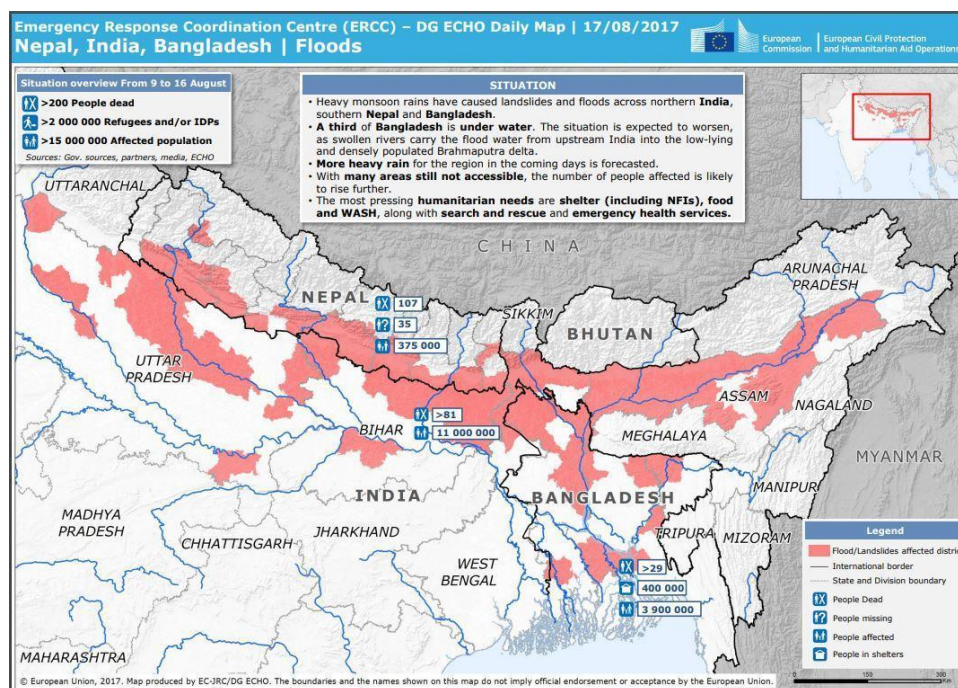 Emergency Response Coordination Centre (ERCC) – DG ECHO Daily Map | 17/08/2017
Nepal, India, Bangladesh | Floods
European
Commission
European Civil Protection
and Humanitarian Aid Operations
Situation overview From 9 to 16 August
>200 People dead
>2 000 000 Refugees and/or IDPs
>15 000 000 Affected population
Sources: Gov. sources, partners, media, ECHO
SITUATION
• Heavy monsoon rains have caused landslides and floods across northern India,
southern Nepal and Bangladesh.
• A third of Bangladesh is under water. The situation is expected to worsen,
as swollen rivers carry the flood water from upstream India into the low-lying
and densely populated Brahmaputra delta.
• More heavy rain for the region in the coming days is forecasted.
• With many areas still not accessible, the number of people affected is likely
to rise further.
• The most pressing humanitarian needs are shelter (including NFIs), food
and WASH, along with search and rescue and emergency health services.
UTTARANCHAL
CHINA
ARUNACHAL
PRADESH
NEPAL
107
35
375 000
SIKKIM
BHUTAN
UTTAR
PRADESH
ASSAM
NAGALAND
BIHAR
>81
11 000 000
MEGHALAYA
MYANMAR
INDIA
BANGLADESH
MANIPUR
MADHYA
PRADESH
CHHATTISGARH
JHARKHAND
TRIPURA
MIZORAM
WEST
BENGAL
>29
400 000
3 900 000
MAHARASHTRA
Legend
Flood/Landslides affected distric
International border
State and Division boundary
People Dead
People missing
People affected
People in shelters
0 150 300
Km
© European Union, 2017. Map produced by EC-JRC/DG ECHO. The boundaries and the names shown on this map do not imply official endorsement or acceptance by the European Union.